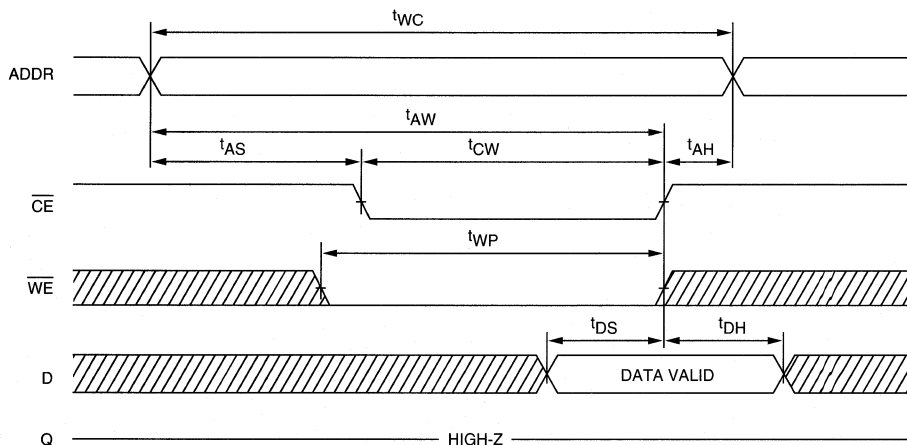 tWC
ADDR
tAW
tAS
tCW
tAH
CE
tWP
WE
tDS
tDH
D
DATA VALID
Q
HIGH-Z